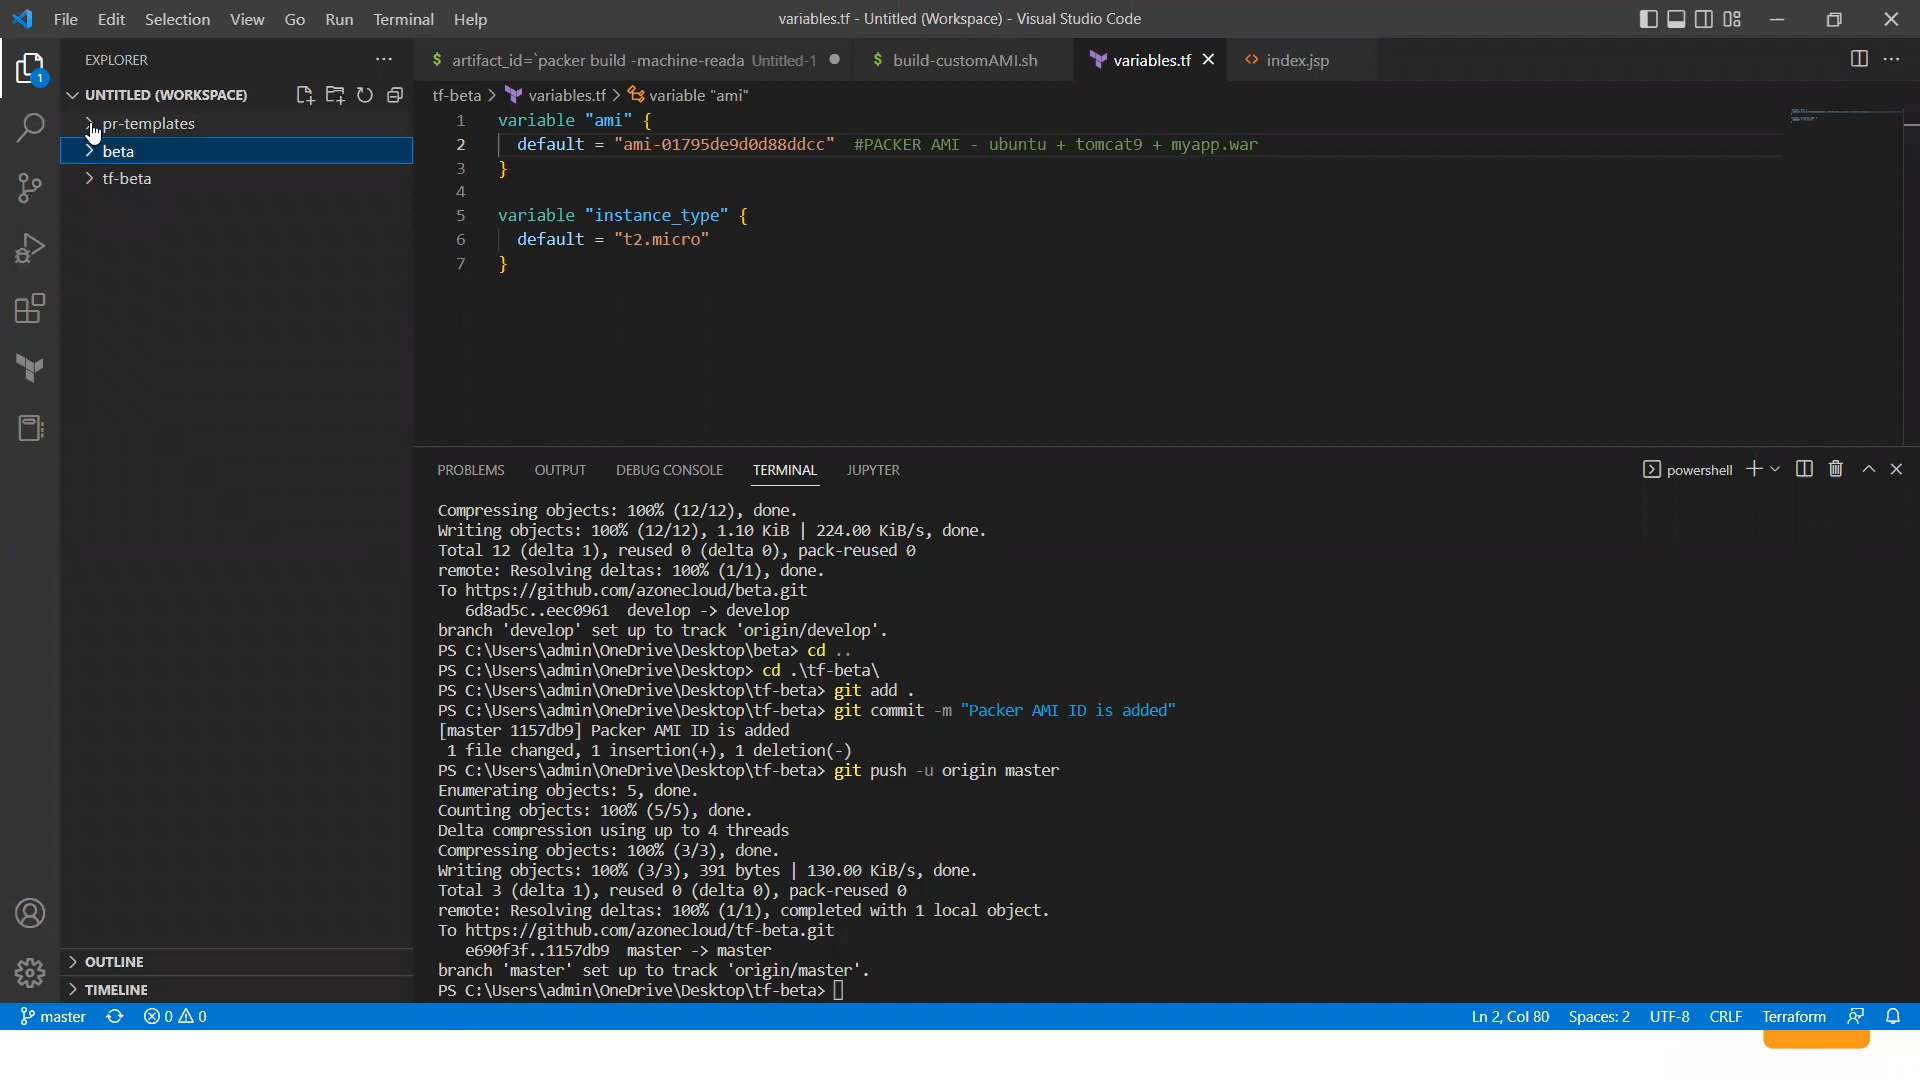 File Edit Selection View Go Run Terminal Help
variables.tf - Untitled (Workspace) - Visual Studio Code
EXPLORER
1
UNTITLED (WORKSPACE)
pr-templates
beta
tf-beta
OUTLINE
TIMELINE
$ artifact_id=`packer build -machine-reada Untitled-1
$ build-customAMI.sh
variables.tf
index.jsp
tf-beta > variables.tf > variable "ami"
1 variable "ami" {
2 default = "ami-01795de9d0d88ddcc" #PACKER AMI - ubuntu + tomcat9 + myapp.war
3 }
4
5 variable "instance_type" {
6 default = "t2.micro"
7 }
PROBLEMS OUTPUT DEBUG CONSOLE TERMINAL JUPYTER
powershell
Compressing objects: 100% (12/12), done.
Writing objects: 100% (12/12), 1.10 KiB | 224.00 KiB/s, done.
Total 12 (delta 1), reused 0 (delta 0), pack-reused 0
remote: Resolving deltas: 100% (1/1), done.
To https://github.com/azonecloud/beta.git
6d8ad5c..eec0961 develop -> develop
branch 'develop' set up to track 'origin/develop'.
PS C:\Users\admin\OneDrive\Desktop\beta> cd ..
PS C:\Users\admin\OneDrive\Desktop> cd .\tf-beta\
PS C:\Users\admin\OneDrive\Desktop\tf-beta> git add .
PS C:\Users\admin\OneDrive\Desktop\tf-beta> git commit -m "Packer AMI ID is added"
[master 1157db9] Packer AMI ID is added
1 file changed, 1 insertion(+), 1 deletion(-)
PS C:\Users\admin\OneDrive\Desktop\tf-beta> git push -u origin master
Enumerating objects: 5, done.
Counting objects: 100% (5/5), done.
Delta compression using up to 4 threads
Compressing objects: 100% (3/3), done.
Writing objects: 100% (3/3), 391 bytes | 130.00 KiB/s, done.
Total 3 (delta 1), reused 0 (delta 0), pack-reused 0
remote: Resolving deltas: 100% (1/1), completed with 1 local object.
To https://github.com/azonecloud/tf-beta.git
e690f3f..1157db9 master -> master
branch 'master' set up to track 'origin/master'.
PS C:\Users\admin\OneDrive\Desktop\tf-beta>
master 0 0
Ln 2, Col 80 Spaces: 2 UTF-8 CRLF Terraform